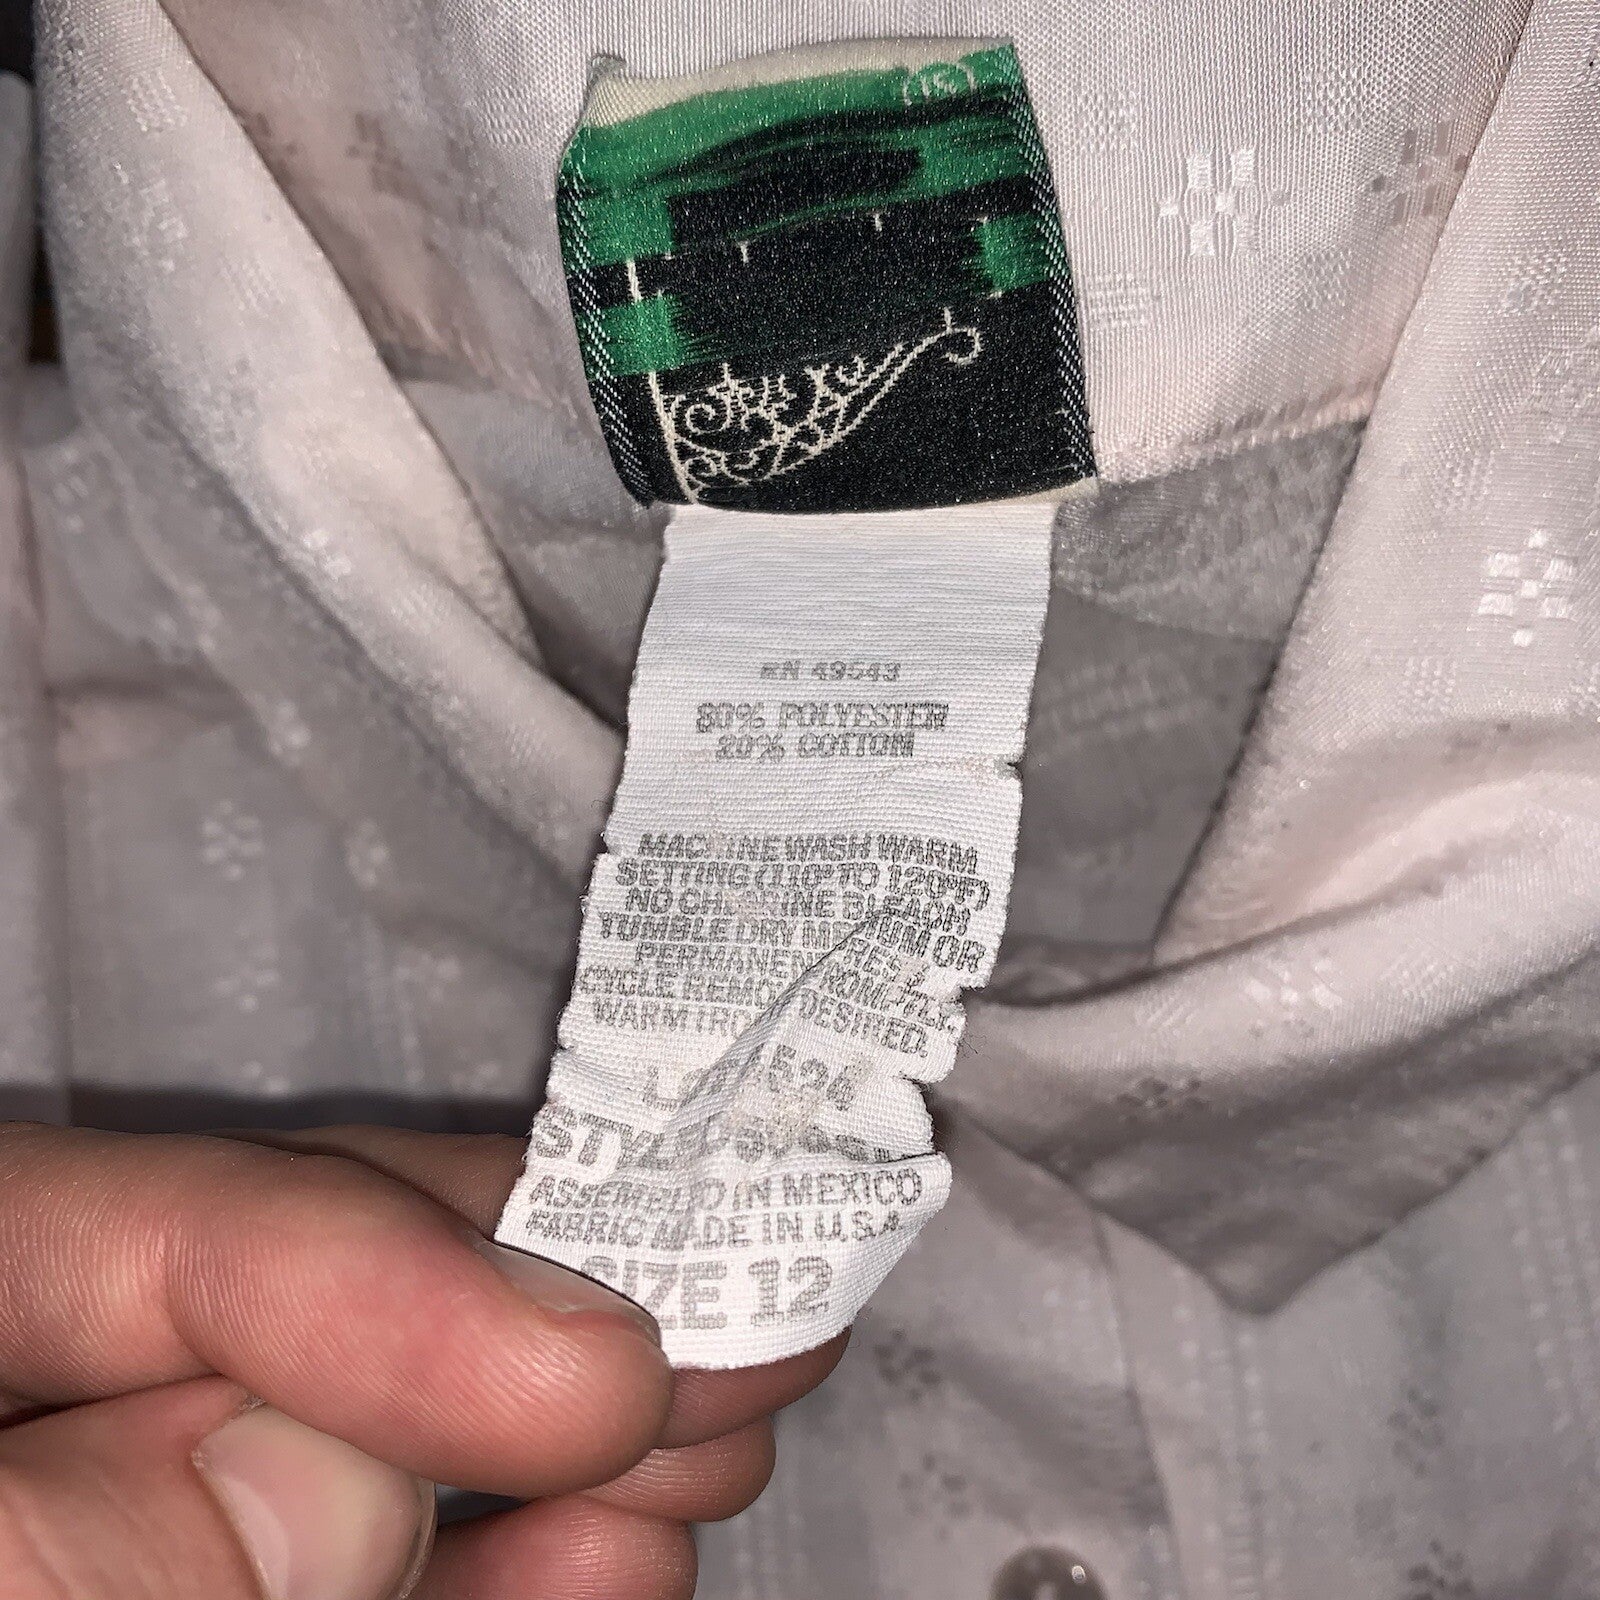 RN 49543
80% POLYESTER
20% COTTON
MACHINE WASH WARM
SETTING (110° TO 120°F)
NO CHLORINE BLEACH
TUMBLE DRY MEDIUM OR
PERMANENT PRESS
CYCLE REMOVE PROMPTLY.
WARM IRON DESIRED.
STYLE
ASSEMBLED IN MEXICO
FABRIC MADE IN U.S.A.
SIZE 12